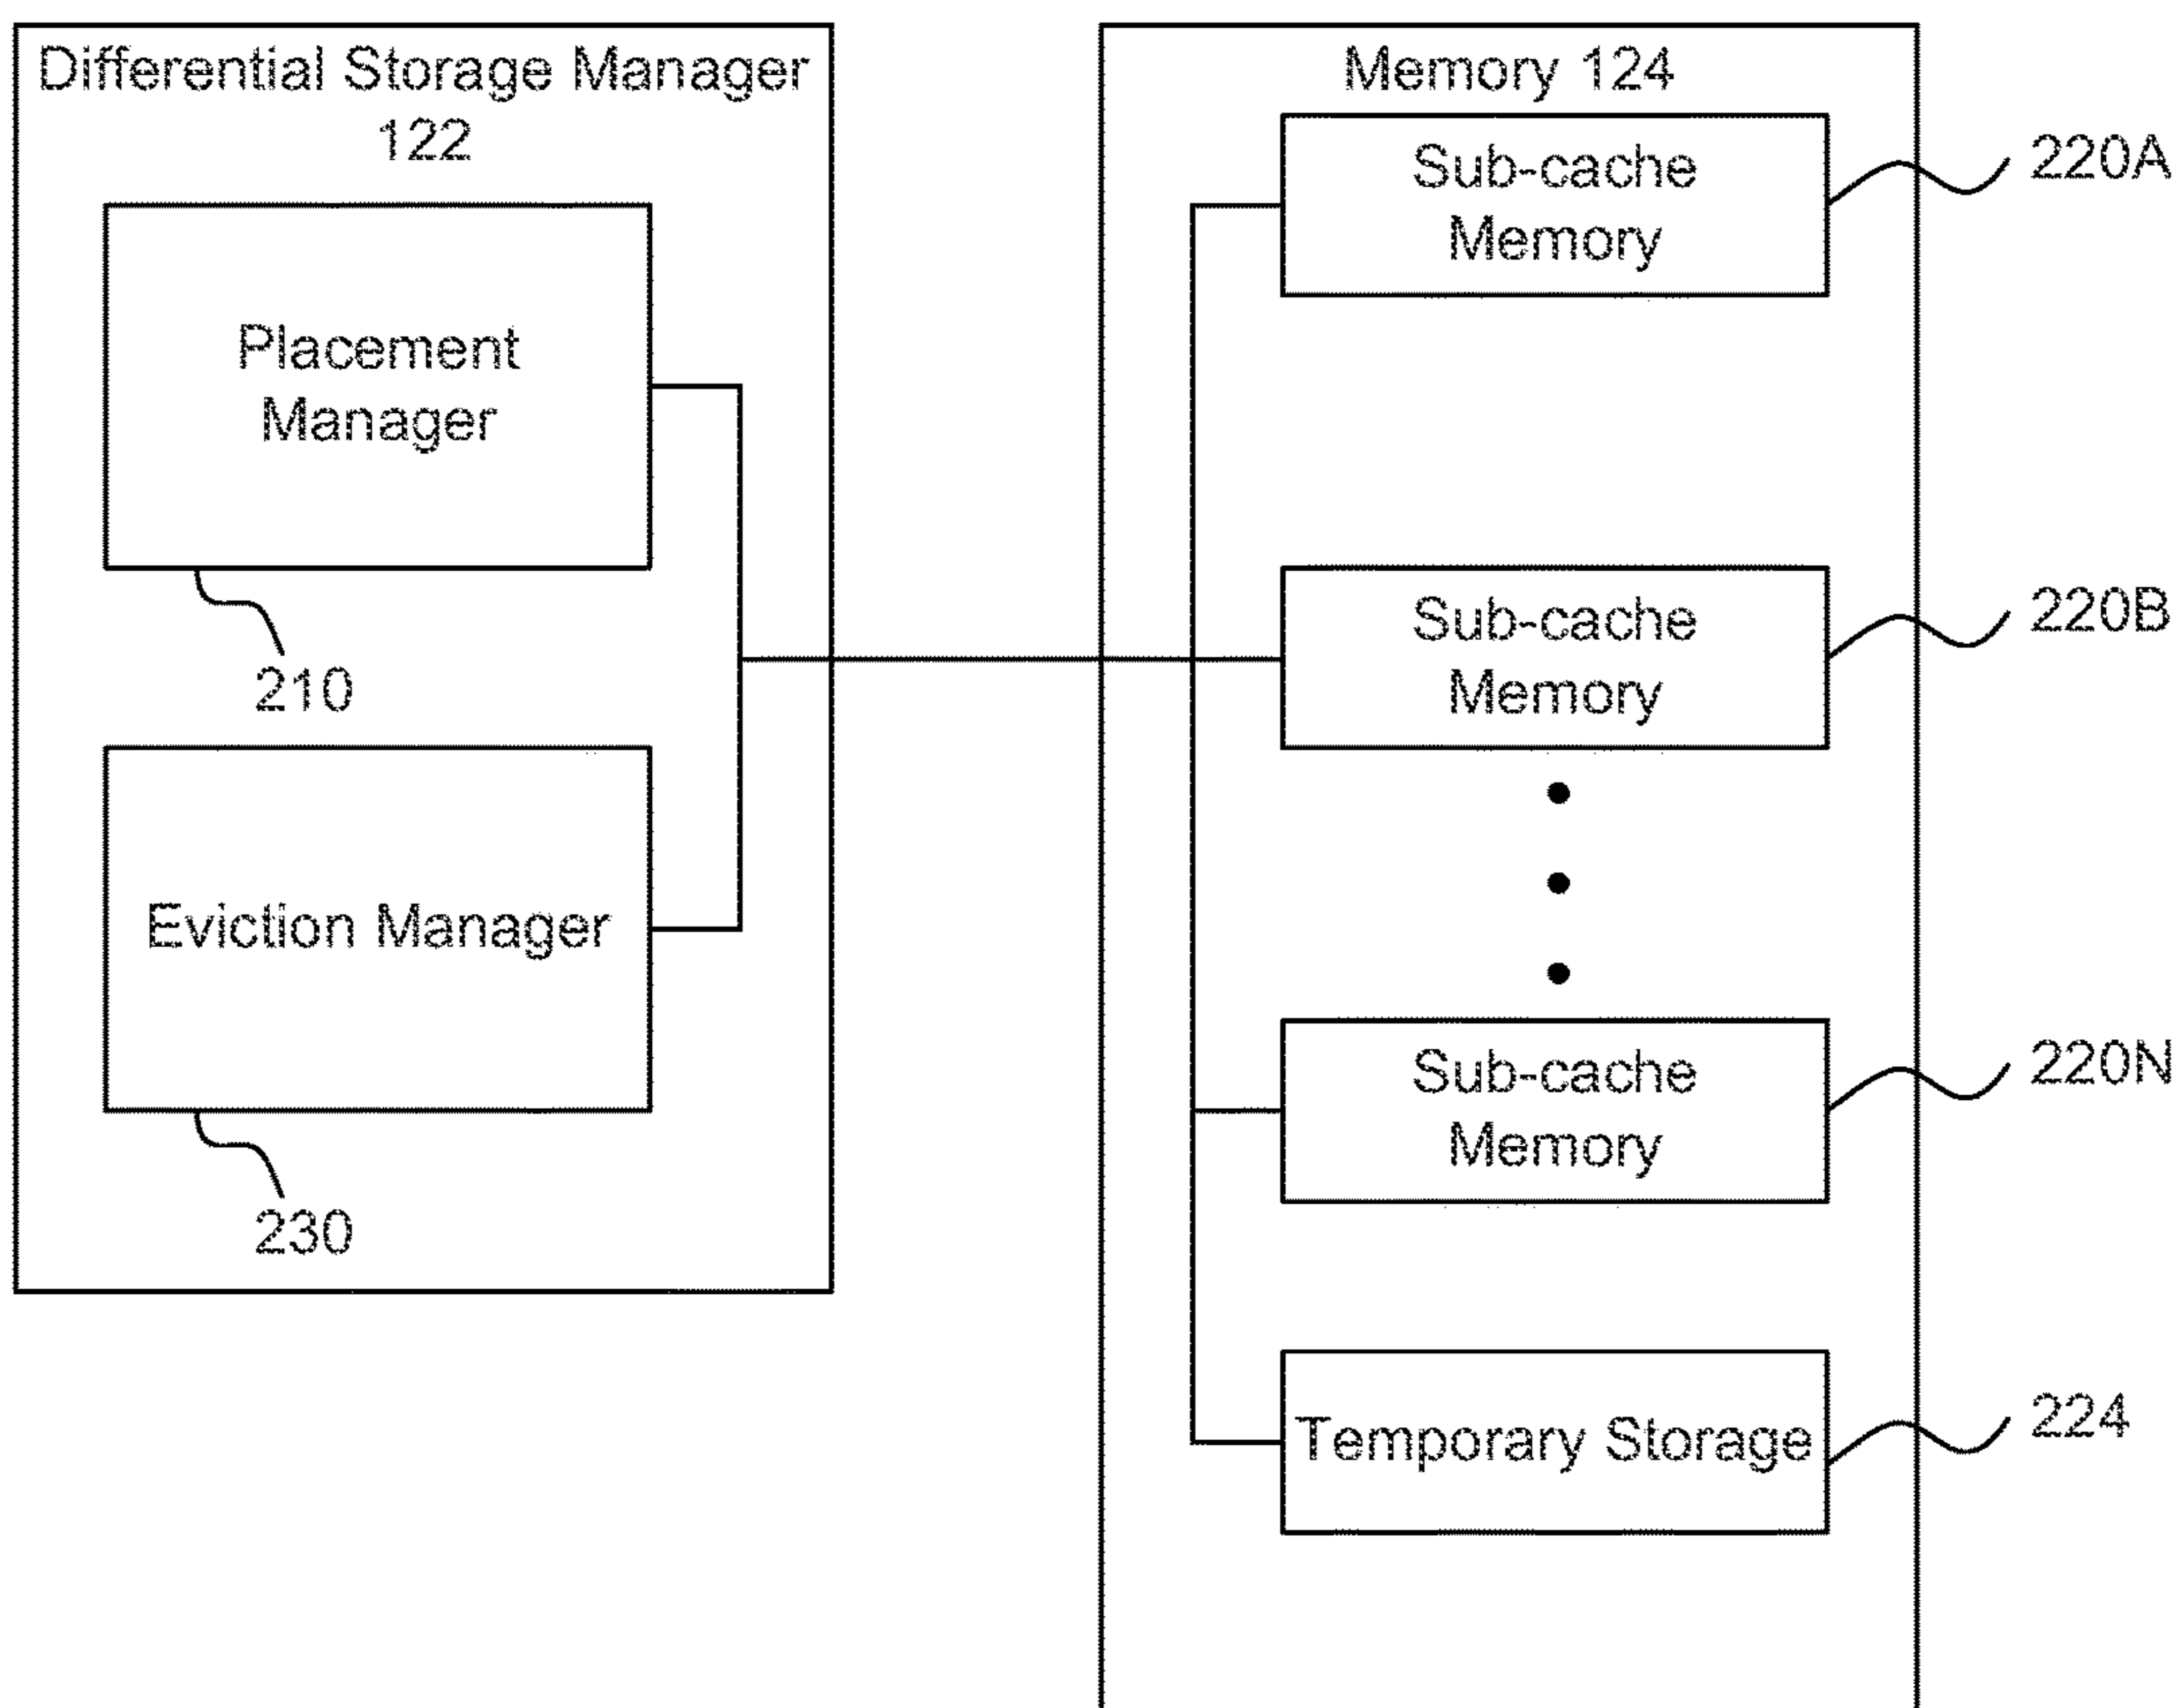 Differential Storage Manager
122
Placement
Manager
210
Eviction Manager
230
Memory 124
Sub-cache
Memory
220A
Sub-cache
Memory
220B
Sub-cache
Memory
220N
Temporary Storage
224